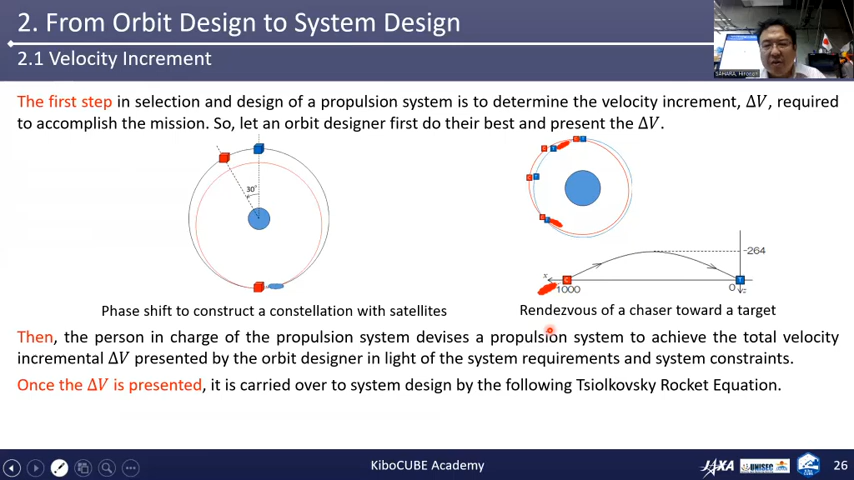 2. From Orbit Design to System Design
2.1 Velocity Increment
SAHARA, Hironori
The first step in selection and design of a propulsion system is to determine the velocity increment, ΔV, required
to accomplish the mission. So, let an orbit designer first do their best and present the ΔV.
30°
C T
C T
C T
C T
-264
x
C
T
1000
0
z
Phase shift to construct a constellation with satellites
Rendezvous of a chaser toward a target
Then, the person in charge of the propulsion system devises a propulsion system to achieve the total velocity
incremental ΔV presented by the orbit designer in light of the system requirements and system constraints.
Once the ΔV is presented, it is carried over to system design by the following Tsiolkovsky Rocket Equation.
KiboCUBE Academy
JAXA
UNISEC
26